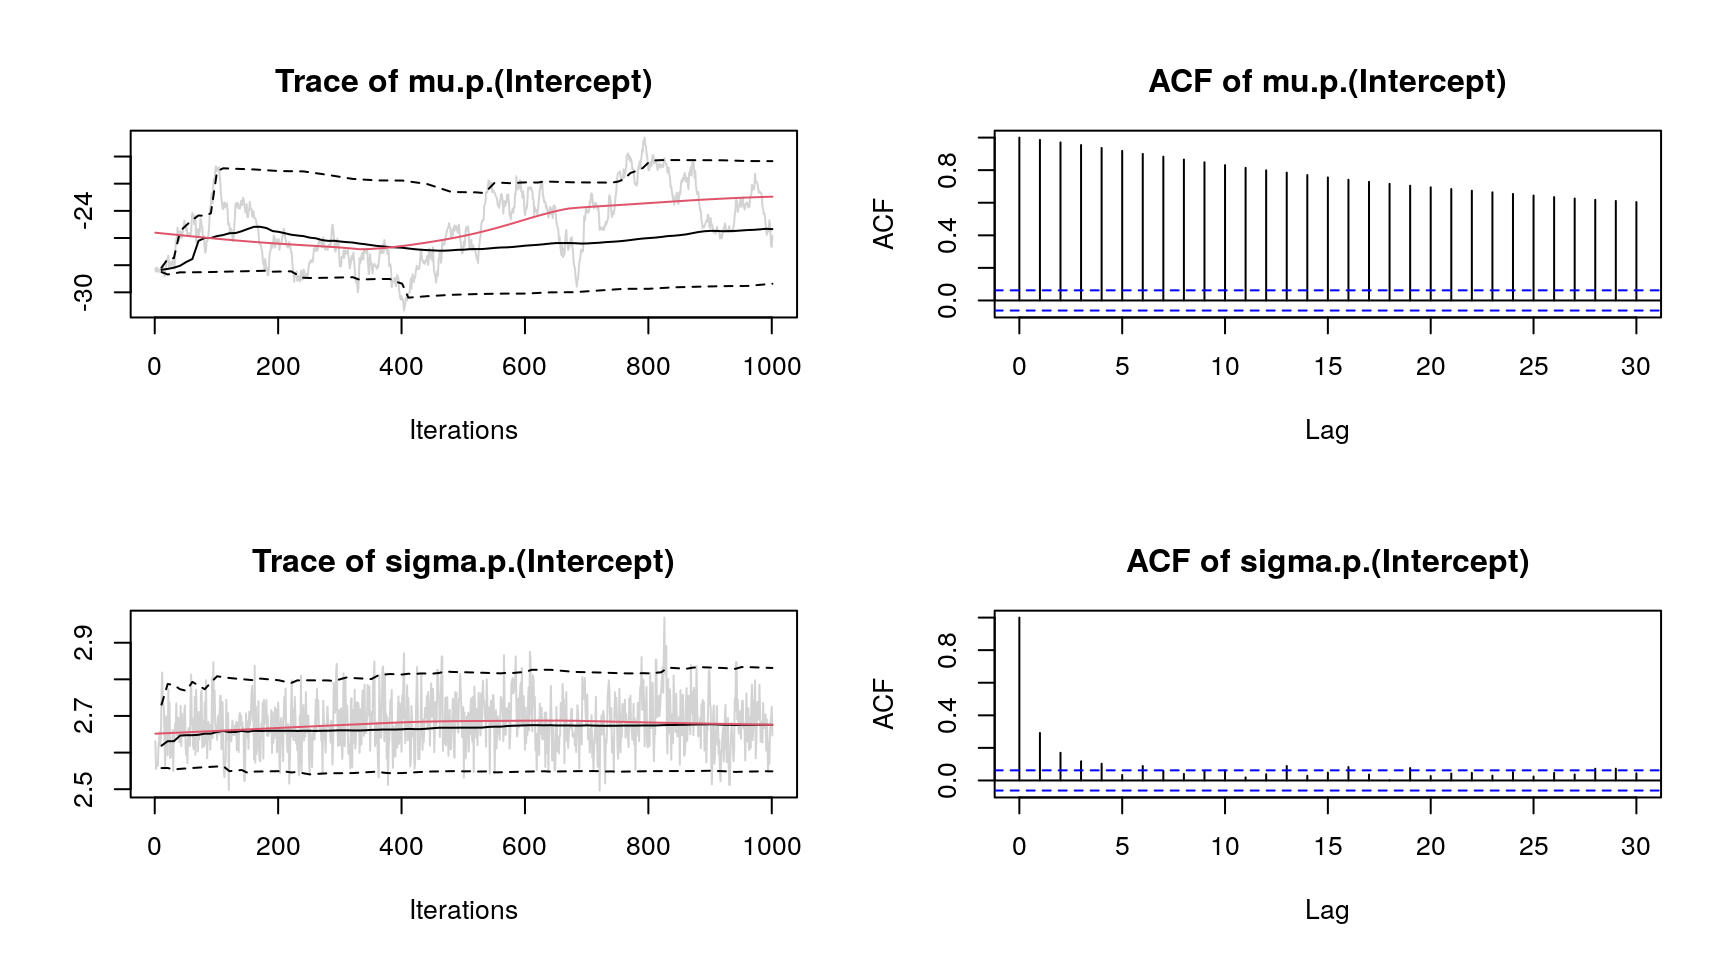 Trace of mu.p.(Intercept)
-24
-30
0 200 400 600 800 1000
Iterations
ACF of mu.p.(Intercept)
ACF
0.8
0.4
0.0
0 5 10 15 20 25 30
Lag
Trace of sigma.p.(Intercept)
2.9
2.7
2.5
0 200 400 600 800 1000
Iterations
ACF of sigma.p.(Intercept)
ACF
0.8
0.4
0.0
0 5 10 15 20 25 30
Lag